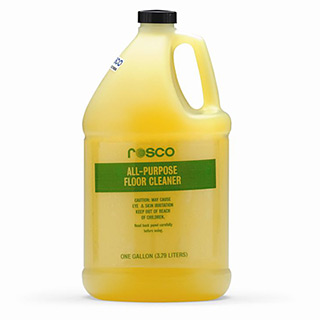 rosco
ALL-PURPOSE
FLOOR CLEANER
CAUTION: MAY CAUSE
EYE & SKIN IRRITATION
KEEP OUT OF REACH
OF CHILDREN.
Read back panel carefully
before using.
ONE GALLON (3.79 LITERS)